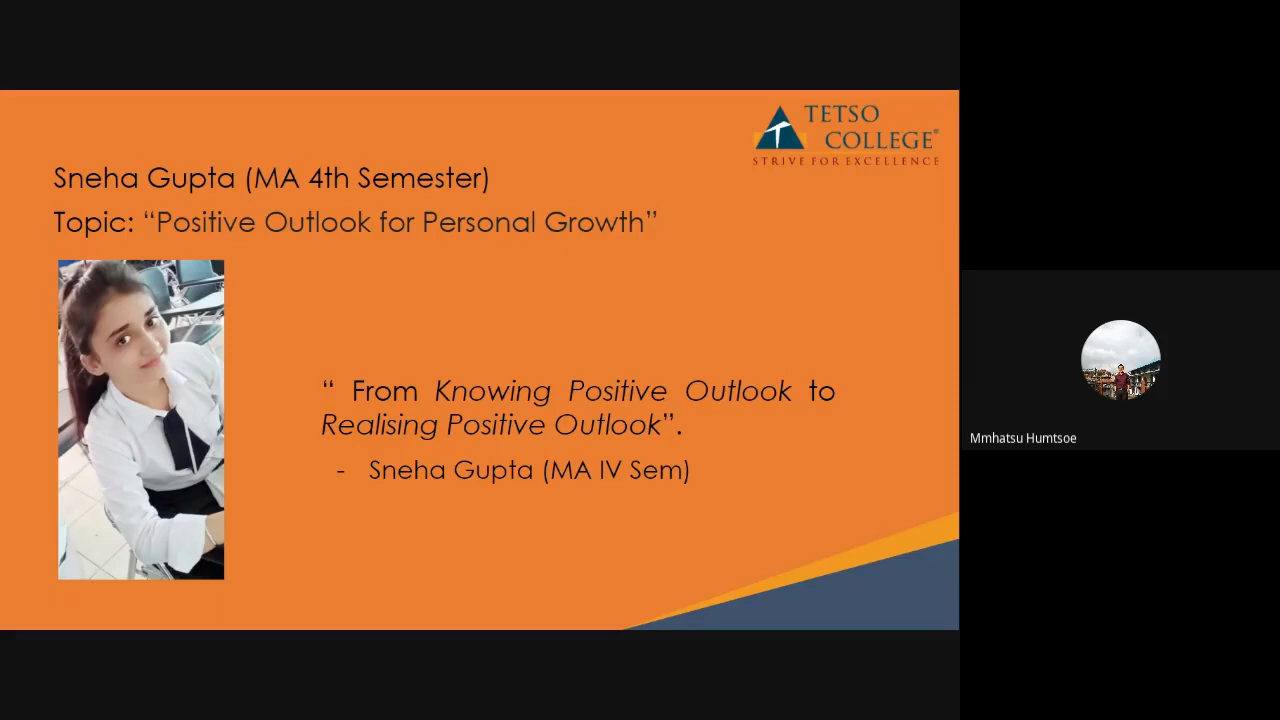 TETSO
COLLEGE®
STRIVE FOR EXCELLENCE
Sneha Gupta (MA 4th Semester)
Topic: “Positive Outlook for Personal Growth”
“ From Knowing Positive Outlook to
Realising Positive Outlook”.
- Sneha Gupta (MA IV Sem)
Mmhatsu Humtsoe